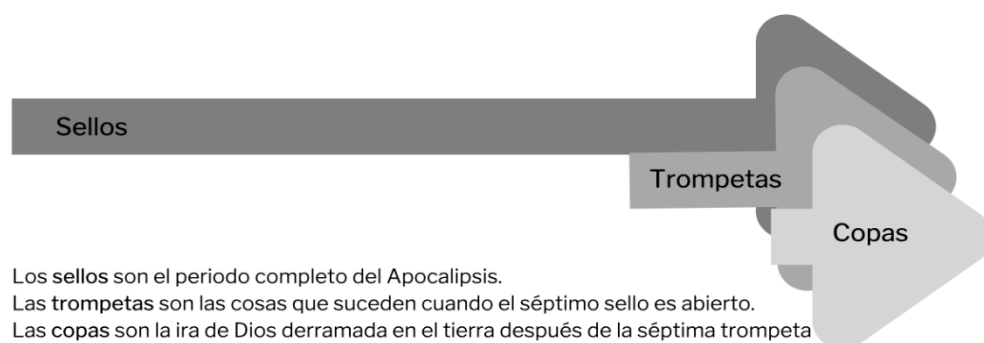 Sellos
Trompetas
Copas
Los sellos son el periodo completo del Apocalipsis.
Las trompetas son las cosas que suceden cuando el séptimo sello es abierto.
Las copas son la ira de Dios derramada en el tierra después de la séptima trompeta